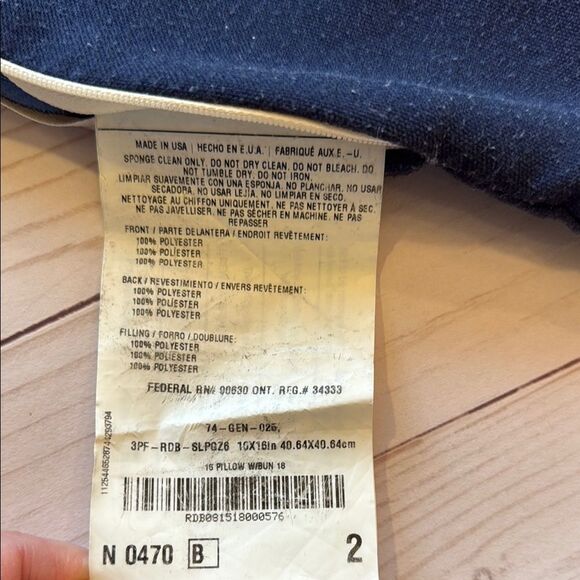 MADE IN USA | HECHO EN E.U.A. | FABRIQUÉ AUX E.-U.
SPONGE CLEAN ONLY. DO NOT DRY CLEAN. DO NOT BLEACH. DO
NOT TUMBLE DRY. DO NOT IRON.
LIMPIAR SUAVEMENTE CON UNA ESPONJA. NO PLANCHAR. NO USAR
SECADORA. NO USAR LEJÍA. NO LIMPIAR EN SECO.
NETTOYAGE AU CHIFFON UNIQUEMENT. NE PAS NETTOYER À SEC.
NE PAS JAVELLISER. NE PAS SÉCHER EN MACHINE. NE PAS
REPASSER
FRONT / PARTE DELANTERA / ENDROIT REVÊTEMENT:
100% POLYESTER
100% POLIESTER
100% POLYESTER
BACK / REVESTIMIENTO / ENVERS REVÊTEMENT:
100% POLYESTER
100% POLIESTER
100% POLYESTER
FILLING / FORRO / DOUBLURE:
100% POLYESTER
100% POLIESTER
100% POLYESTER
FEDERAL RN# 90630 ONT. REG.# 34333
74-GEN-025,
3PF-RDB-SLPGZ6 16X16in 40.64X40.64cm
16 PILLOW W/BUN 18
RDB081518000576
N 0470 B 2